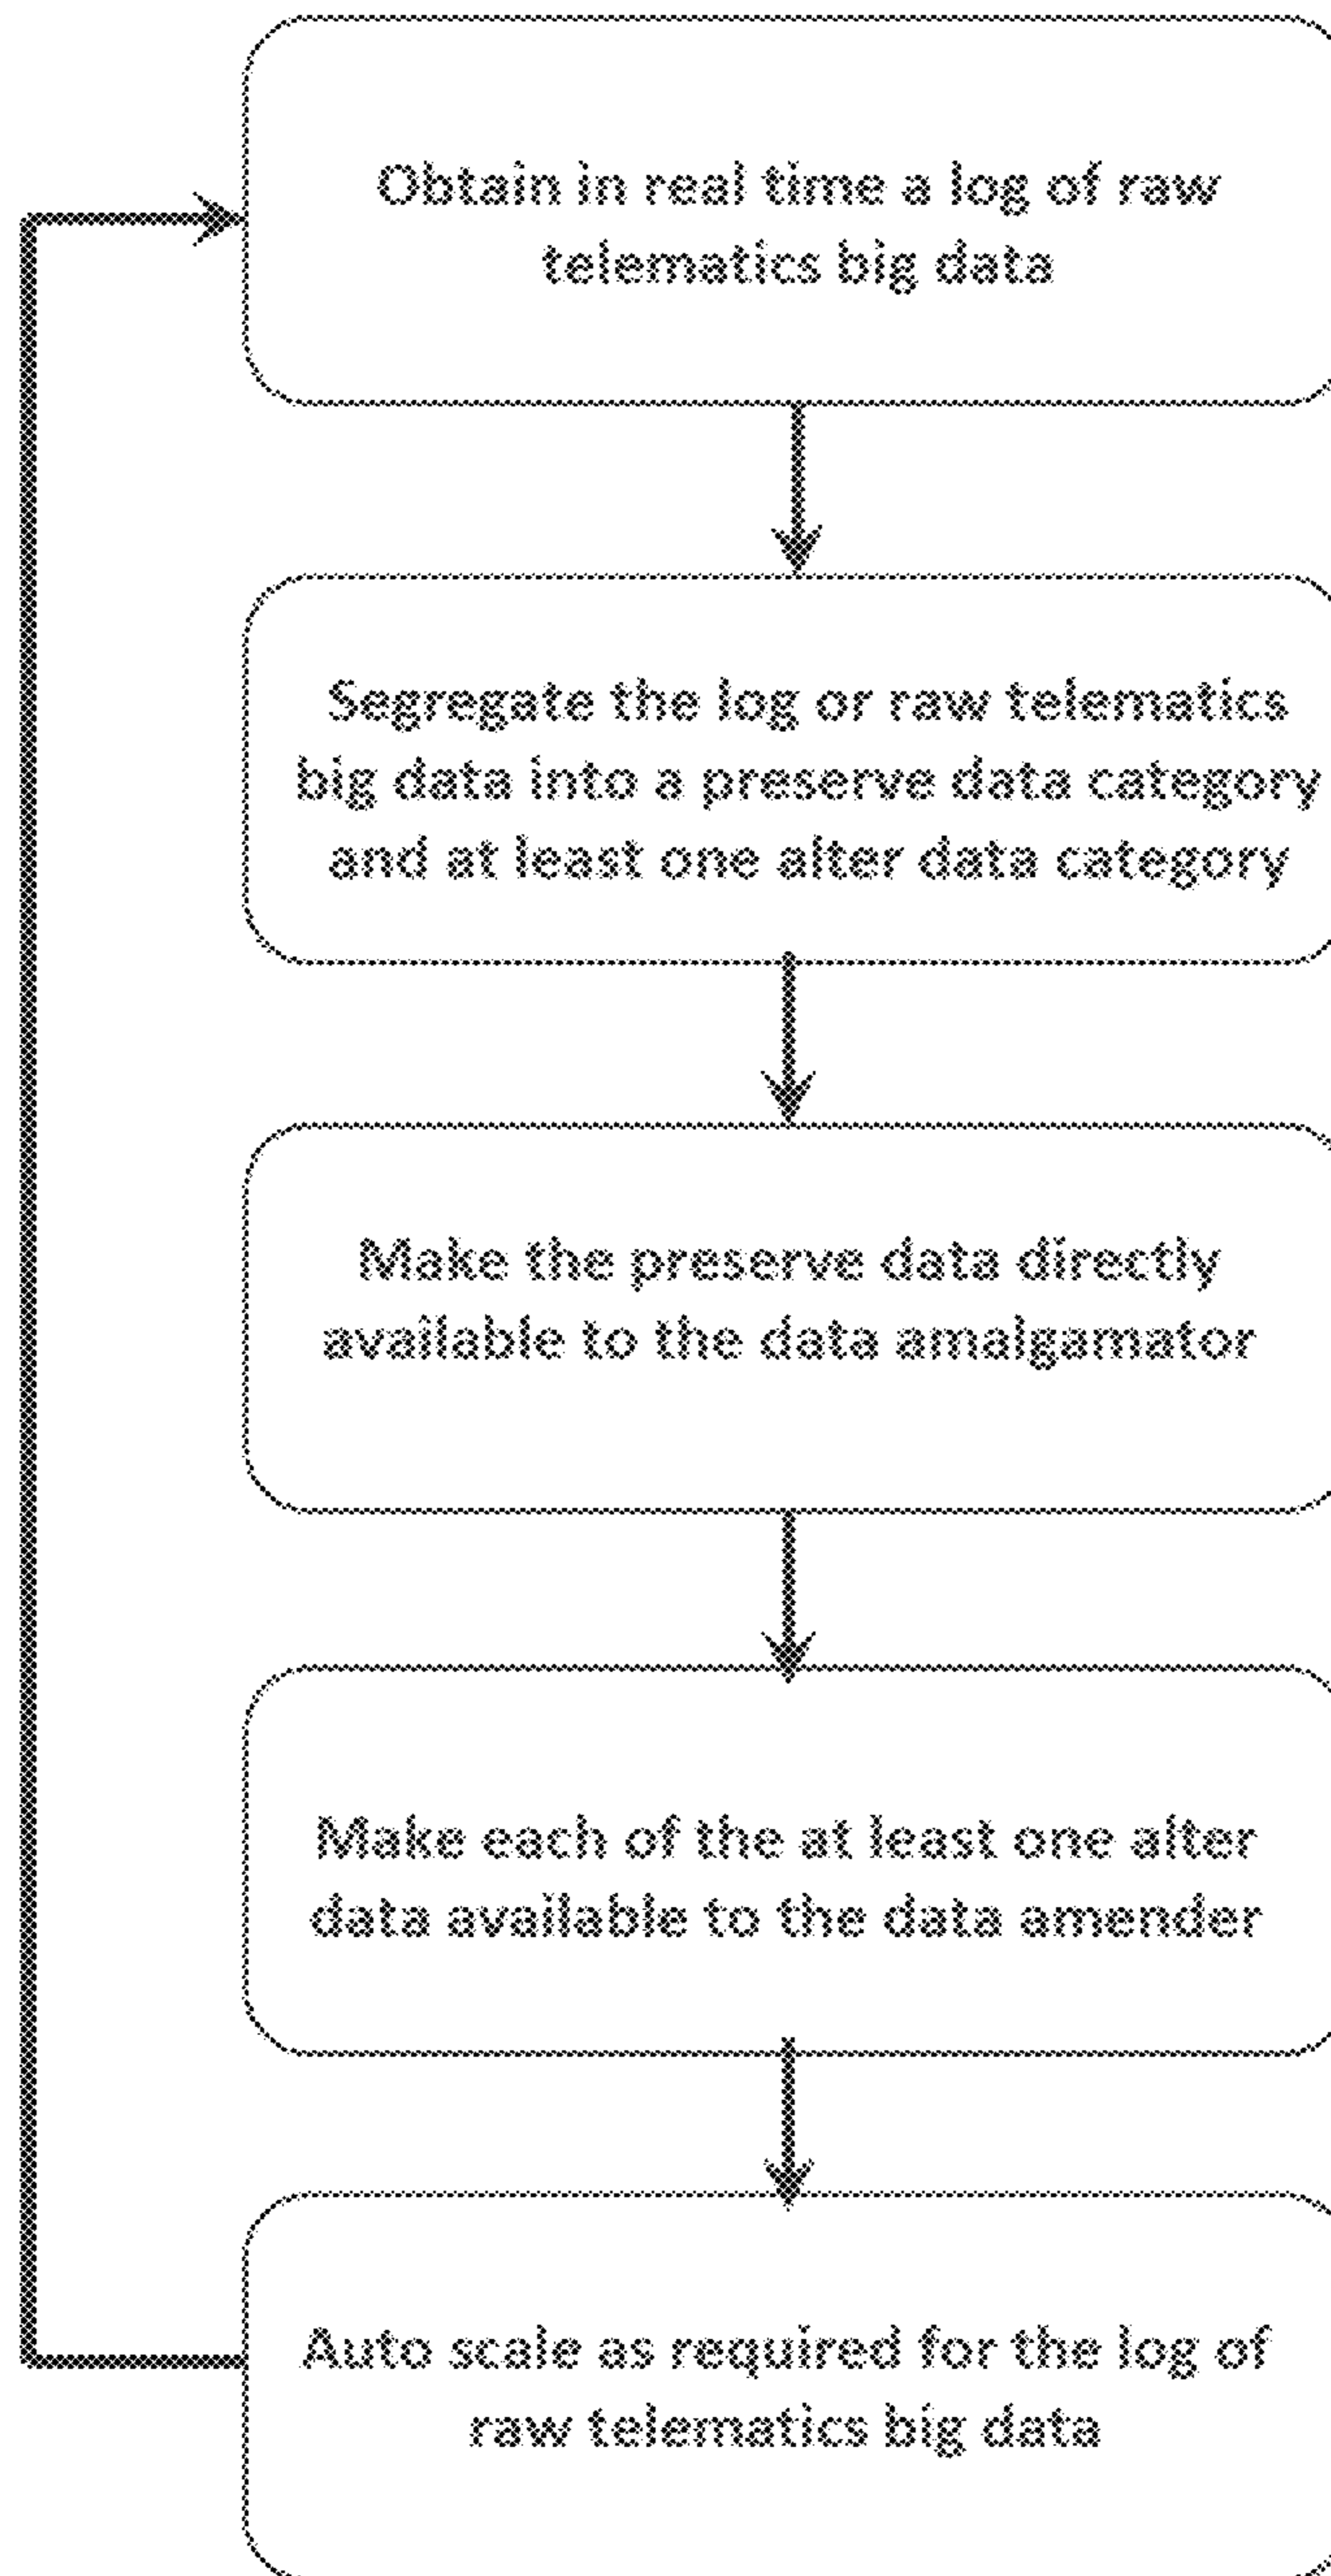 Obtain in real time a log of raw
telematics big data
Segregate the log or raw telematics
big data into a preserve data category
and at least one alter data category
Make the preserve data directly
available to the data amalgamator
Make each of the at least one alter
data available to the data amender
Auto scale as required for the log of
raw telematics big data